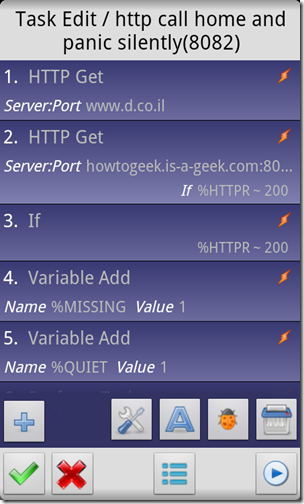 Task Edit / http call home and
panic silently(8082)
1. HTTP Get
Server:Port www.d.co.il
2. HTTP Get
Server:Port howtogeek.is-a-geek.com:80...
If %HTTPR ~ 200
3. If
%HTTPR ~ 200
4. Variable Add
Name %MISSING Value 1
5. Variable Add
Name %QUIET Value 1
A